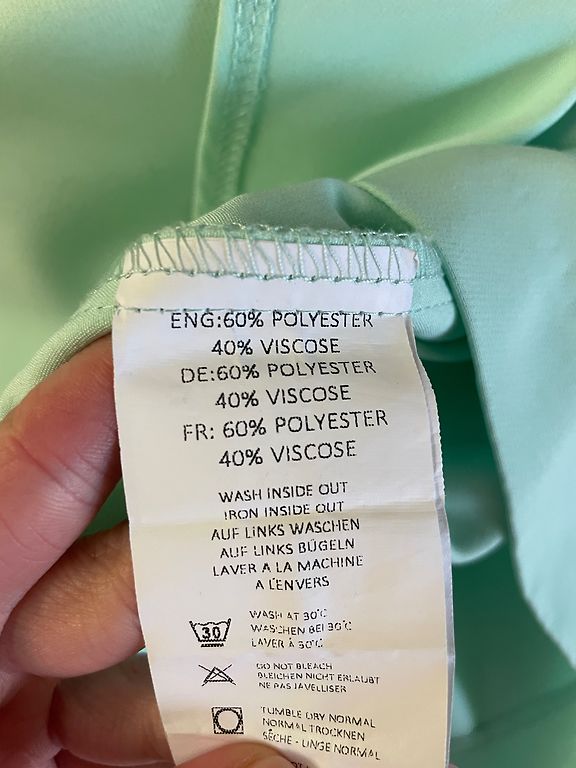 ENG:60% POLYESTER
40% VISCOSE
DE:60% POLYESTER
40% VISCOSE
FR: 60% POLYESTER
40% VISCOSE
WASH INSIDE OUT
IRON INSIDE OUT
AUF LINKS WASCHEN
AUF LINKS BÜGELN
LAVER A LA MACHINE
A L'ENVERS
30
WASH AT 30°C
WASCHEN BEI 30°C
LAVER À 30°C
DO NOT BLEACH
BLEICHEN NICHT ERLAUBT
NE PAS JAVELLISER
TUMBLE DRY NORMAL
NORMAL TROCKNEN
SÈCHE - LINGE NORMAL